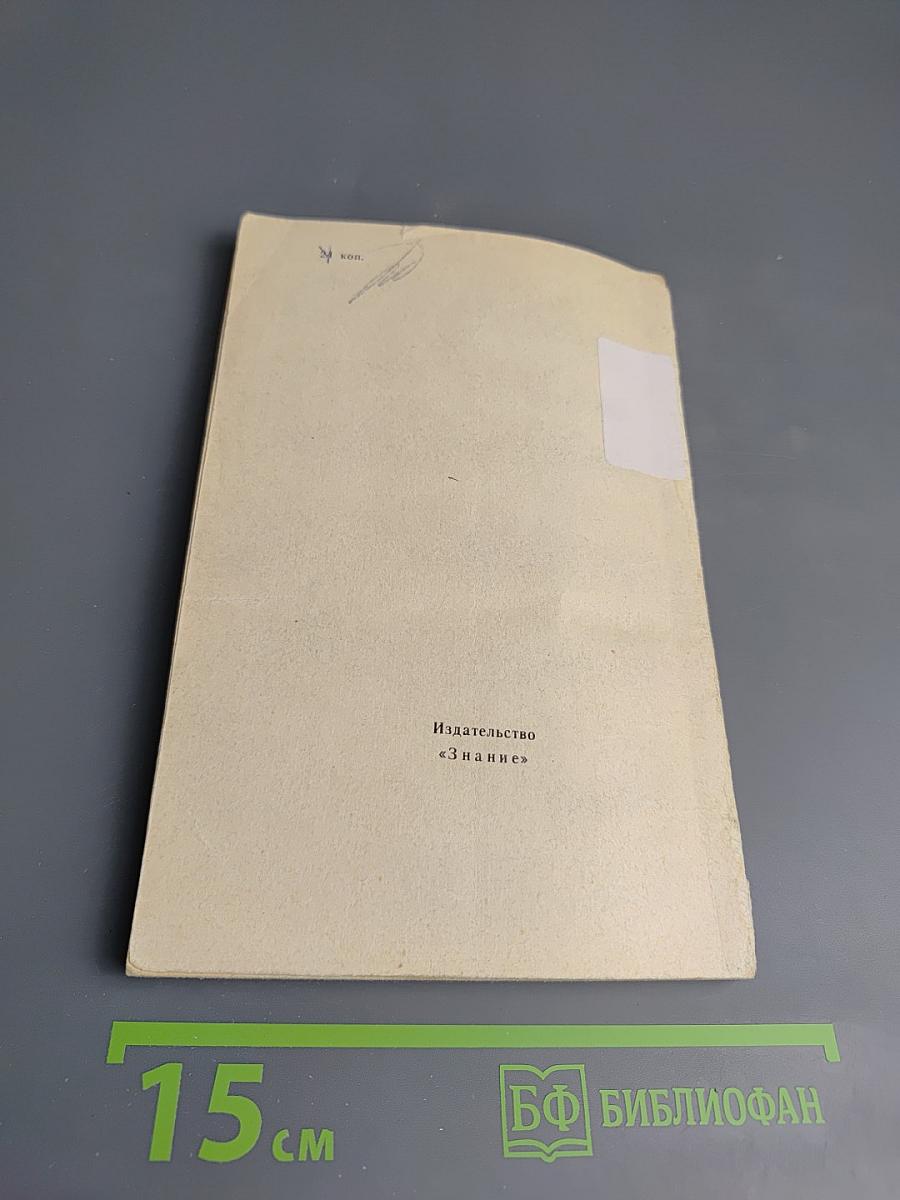 коп.
Издательство
«Знание»
15 см
БФ БИБЛИОФАН